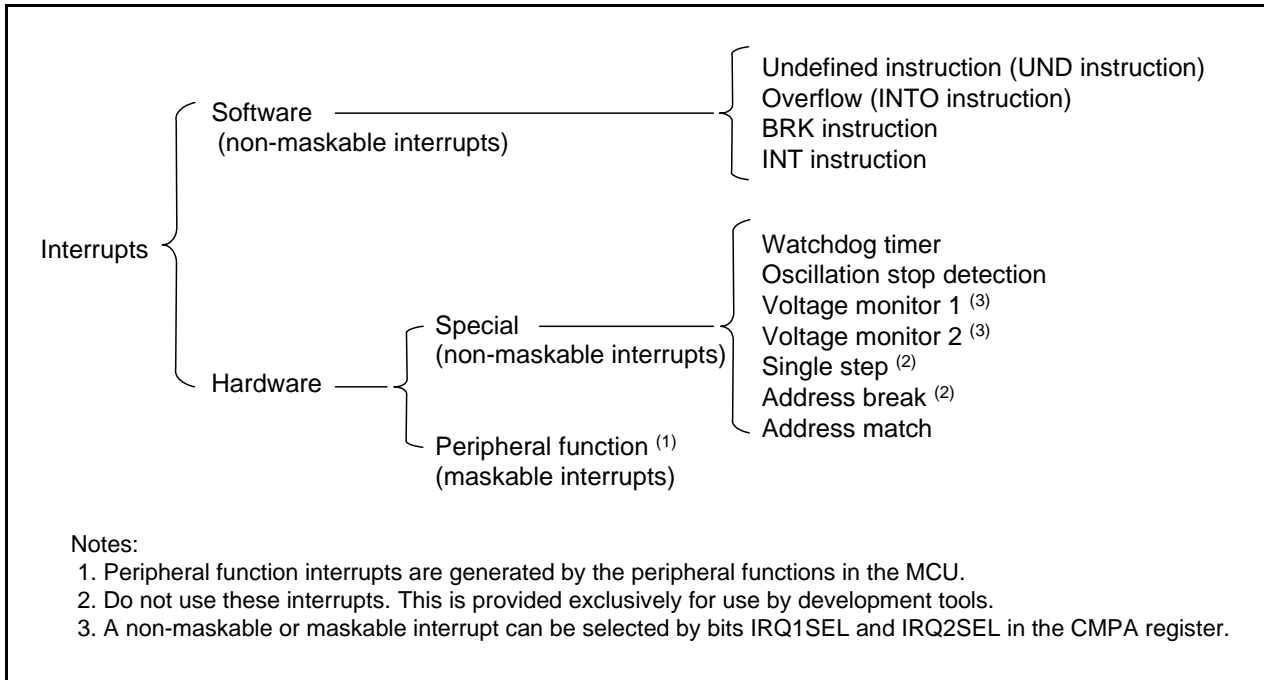 Undefined instruction (UND instruction)
Overflow (INTO instruction)
BRK instruction
INT instruction
Software
(non-maskable interrupts)
Interrupts
Watchdog timer
Oscillation stop detection
Voltage monitor 1 (3)
Voltage monitor 2 (3)
Single step (2)
Address break (2)
Address match
Special
(non-maskable interrupts)
Hardware
Peripheral function (1)
(maskable interrupts)
Notes:
1. Peripheral function interrupts are generated by the peripheral functions in the MCU.
2. Do not use these interrupts. This is provided exclusively for use by development tools.
3. A non-maskable or maskable interrupt can be selected by bits IRQ1SEL and IRQ2SEL in the CMPA register.